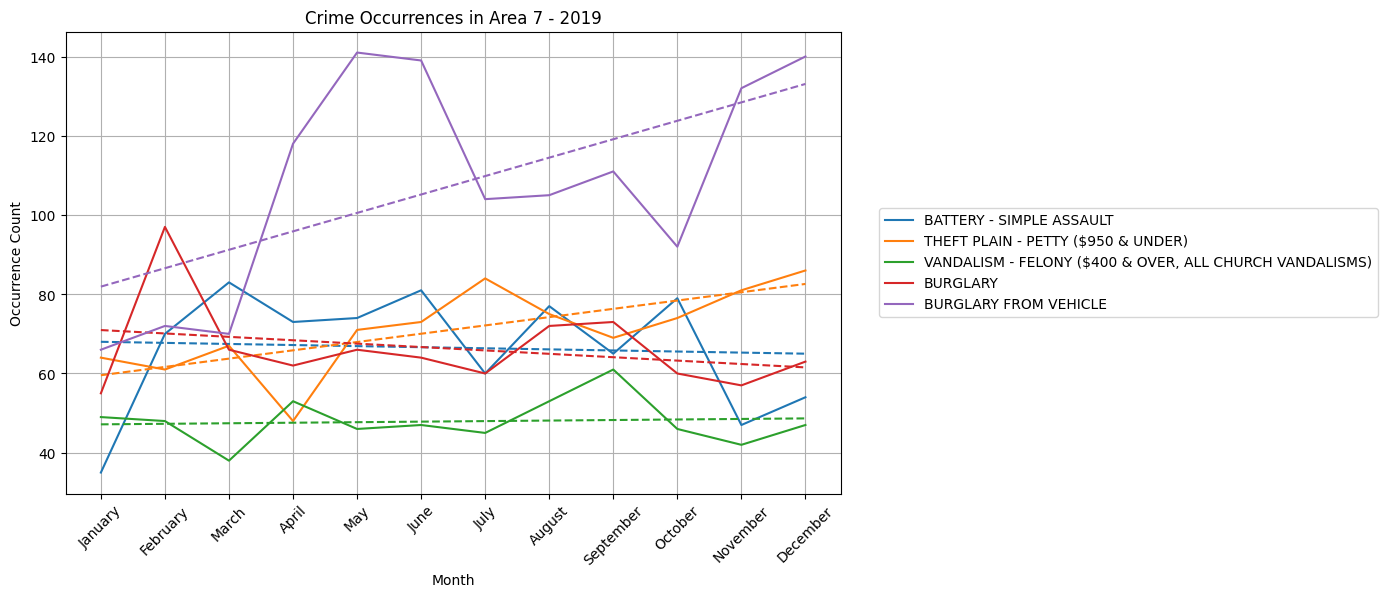 Crime Occurrences in Area 7 - 2019
Occurrence Count
140
120
100
80
60
40
January
February
March
April
May
June
July
August
September
October
November
December
Month
BATTERY - SIMPLE ASSAULT
THEFT PLAIN - PETTY ($950 & UNDER)
VANDALISM - FELONY ($400 & OVER, ALL CHURCH VANDALISMS)
BURGLARY
BURGLARY FROM VEHICLE